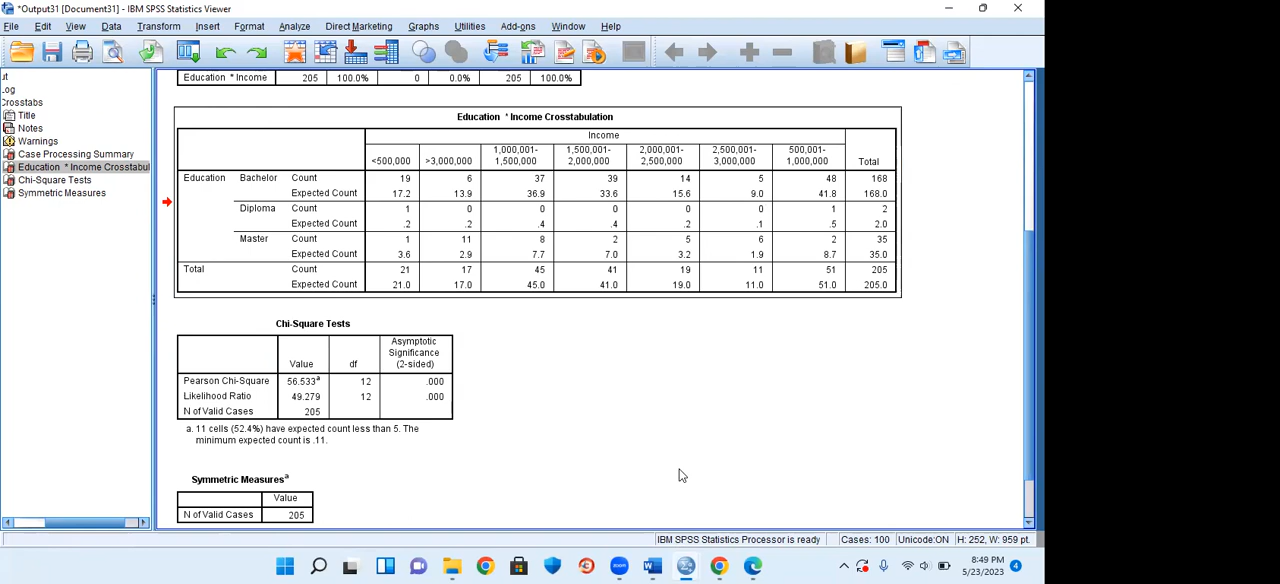 *Output31 [Document31] - IBM SPSS Statistics Viewer
File Edit View Data Transform Insert Format Analyze Direct Marketing Graphs Utilities Add-ons Window Help
ut
.og
Crosstabs
Title
Notes
Warnings
Case Processing Summary
Education * Income Crosstabul
Chi-Square Tests
Symmetric Measures
Education * Income 205 100.0% 0 0.0% 205 100.0%
Education * Income Crosstabulation
Income
<500,000 >3,000,000 1,000,001-1,500,000 1,500,001-2,000,000 2,000,001-2,500,000 2,500,001-3,000,000 500,001-1,000,000 Total
Education Bachelor Count 19 6 37 39 14 5 48 168
Expected Count 17.2 13.9 36.9 33.6 15.6 9.0 41.8 168.0
Diploma Count 1 0 0 0 0 0 1 2
Expected Count .2 .2 .4 .4 .2 .1 .5 2.0
Master Count 1 11 8 2 5 6 2 35
Expected Count 3.6 2.9 7.7 7.0 3.2 1.9 8.7 35.0
Total Count 21 17 45 41 19 11 51 205
Expected Count 21.0 17.0 45.0 41.0 19.0 11.0 51.0 205.0
Chi-Square Tests
Value df Asymptotic Significance (2-sided)
Pearson Chi-Square 56.533a 12 .000
Likelihood Ratio 49.279 12 .000
N of Valid Cases 205
a. 11 cells (52.4%) have expected count less than 5. The
minimum expected count is .11.
Symmetric Measuresa
Value
N of Valid Cases 205
IBM SPSS Statistics Processor is ready Cases: 100 Unicode:ON H: 252, W: 959 pt.
8:49 PM
5/23/2023 4